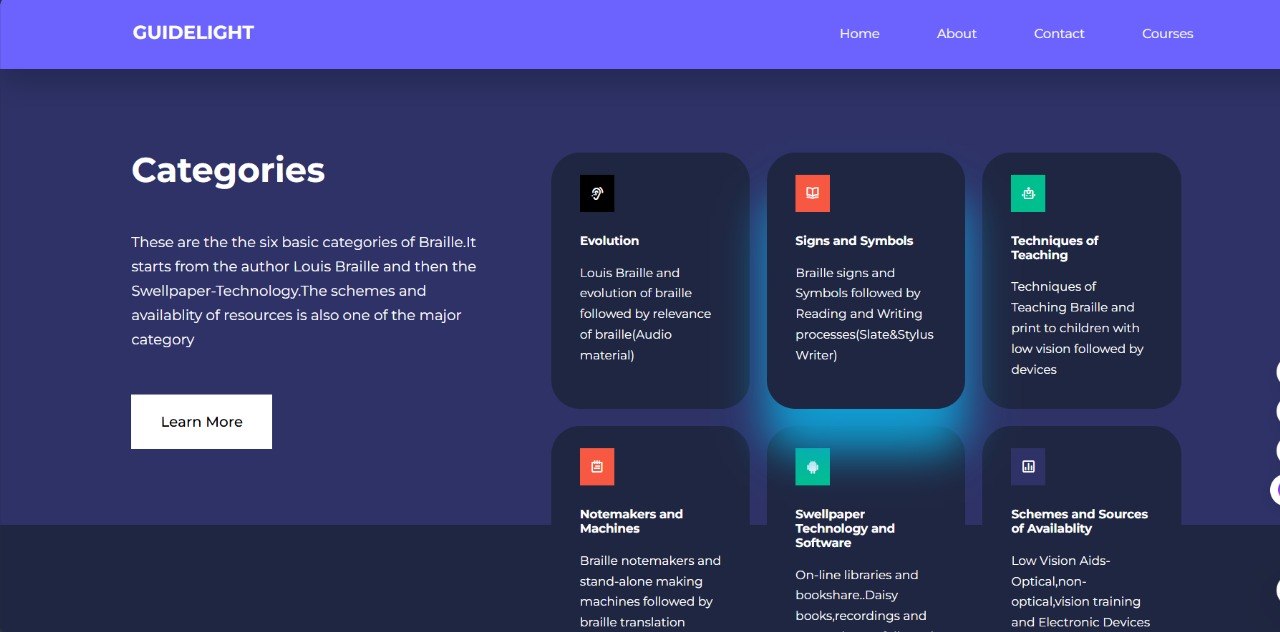 GUIDELIGHT
Home
About
Contact
Courses
Categories
These are the the six basic categories of Braille.It
starts from the author Louis Braille and then the
Swellpaper-Technology.The schemes and
availablity of resources is also one of the major
category
Learn More
Evolution
Louis Braille and
evolution of braille
followed by relevance
of braille(Audio
material)
Signs and Symbols
Braille signs and
Symbols followed by
Reading and Writing
processes(Slate&Stylus
Writer)
Techniques of
Teaching
Techniques of
Teaching Braille and
print to children with
low vision followed by
devices
Notemakers and
Machines
Braille notemakers and
stand-alone making
machines followed by
braille translation
Swellpaper
Technology and
Software
On-line libraries and
bookshare..Daisy
books,recordings and
Schemes and Sources
of Availablity
Low Vision Aids-
Optical,non-
optical,vision training
and Electronic Devices